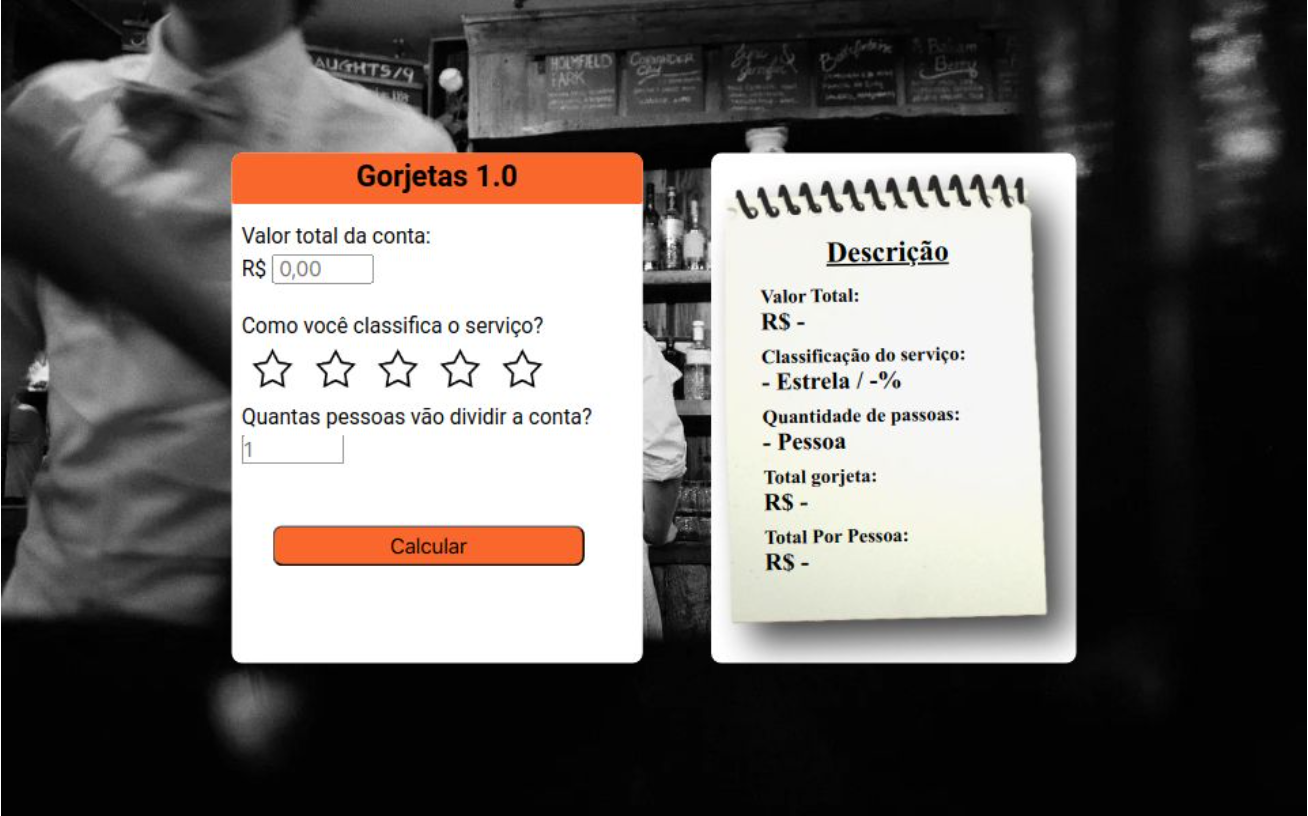 AUGHTS/9
HOLMFIELD
PARK
Gorjetas 1.0
Valor total da conta:
R$ 0,00
Como você classifica o serviço?
Quantas pessoas vão dividir a conta?
1
Calcular
Descrição
Valor Total:
R$ -
Classificação do serviço:
- Estrela / -%
Quantidade de passoas:
- Pessoa
Total gorjeta:
R$ -
Total Por Pessoa:
R$ -